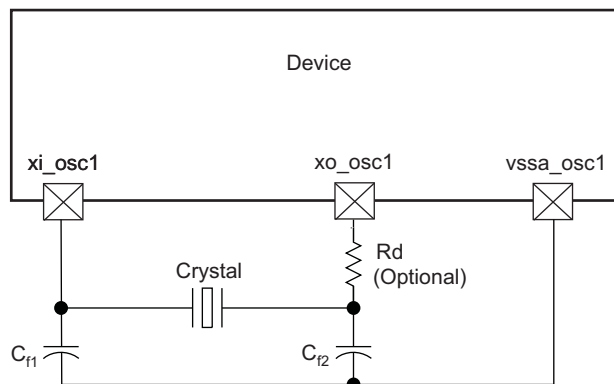 Device
xi_osc1
xo_osc1
vssa_osc1
Rd
(Optional)
Crystal
Cf1
Cf2